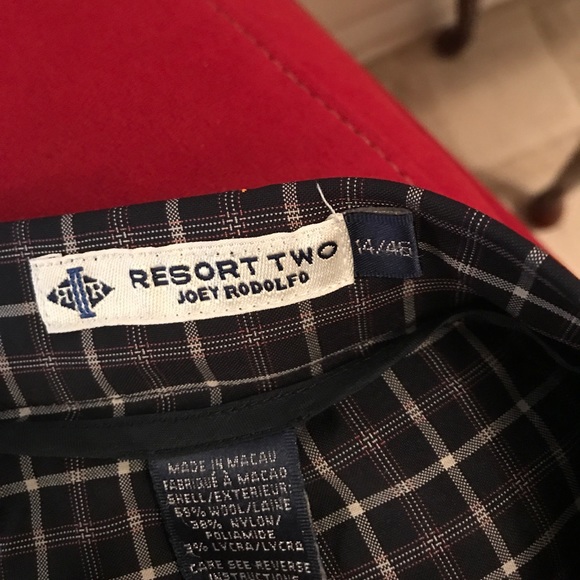 RESORT TWO
JOEY RODOLFO
14/46
MADE IN MACAU
FABRIQUÉ À MACAO
SHELL/EXTERIEUR:
59% WOOL/LAINE
38% NYLON/
POLIAMIDE
3% LYCRA/LYCRA
CARE SEE REVERSE
INSTRUCTION